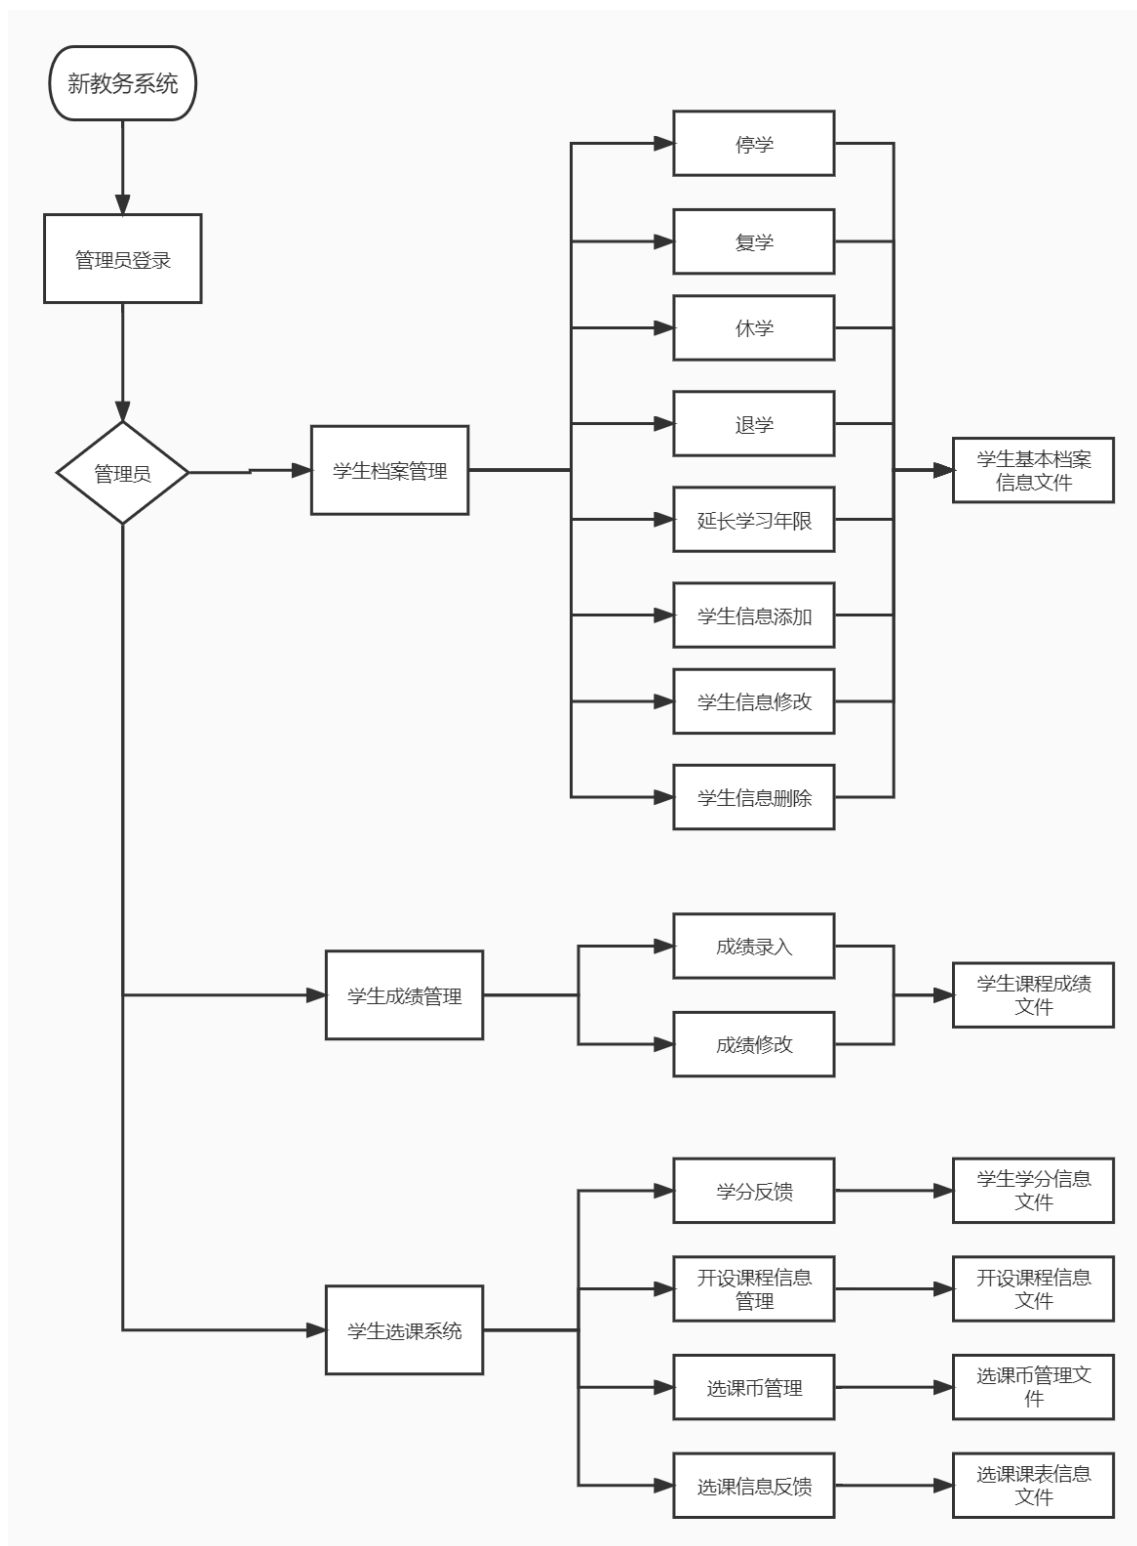 新教务系统
管理员登录
管理员
学生档案管理
停学
复学
休学
退学
延长学习年限
学生信息添加
学生信息修改
学生信息删除
学生基本档案
信息文件
学生成绩管理
成绩录入
成绩修改
学生课程成绩
文件
学生选课系统
学分反馈
学生学分信息
文件
开设课程信息
管理
开设课程信息
文件
选课币管理
选课币管理文
件
选课信息反馈
选课课表信息
文件